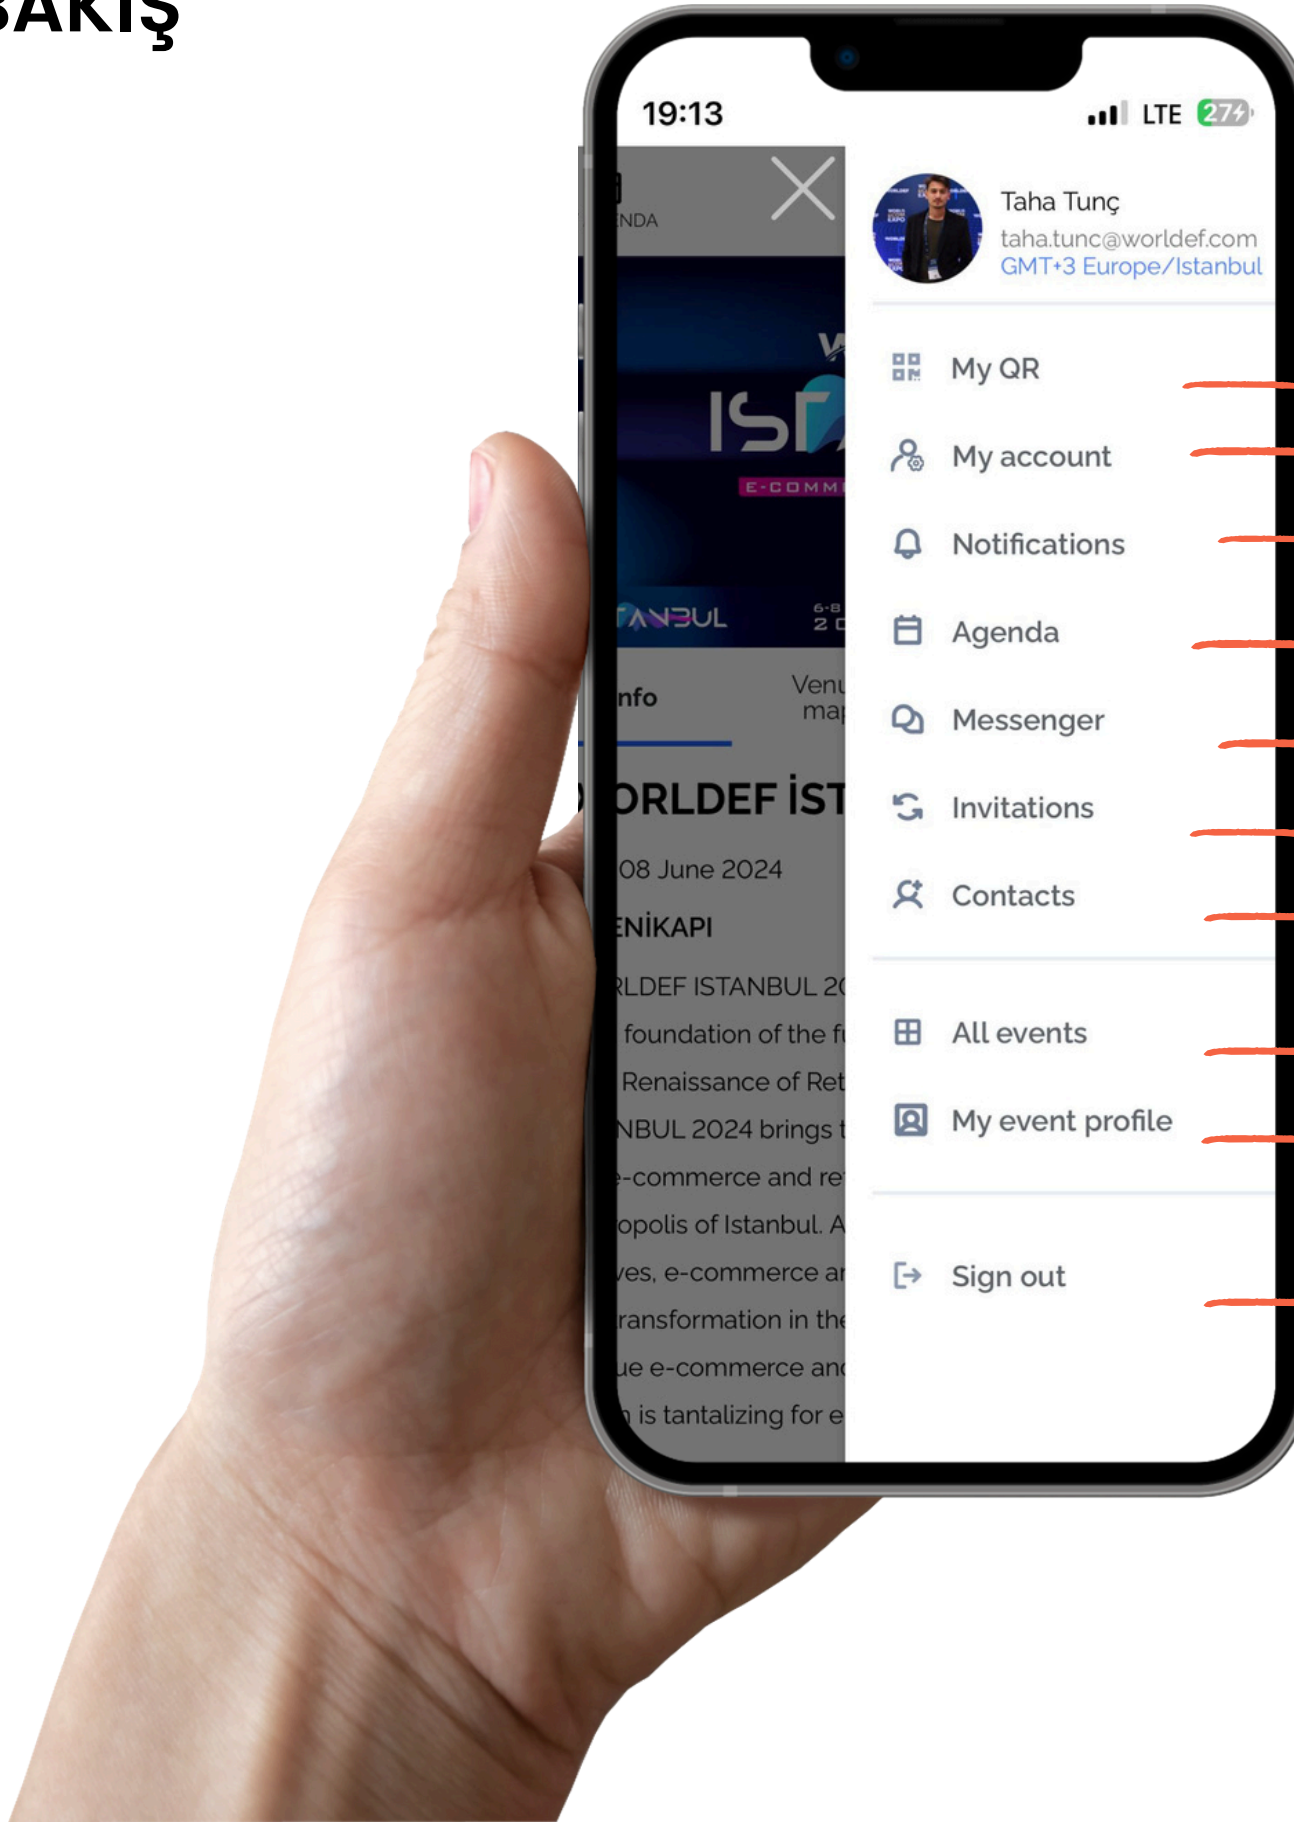 BAKIŞ
19:13
LTE 27
NDA
Taha Tunç
taha.tunc@worldef.com
GMT+3 Europe/Istanbul
My QR
My account
Notifications
Agenda
Messenger
Invitations
Contacts
All events
My event profile
Sign out
E-COMM
TANBUL
6-8
nfo
Venu
map
ORLDEF İST
08 June 2024
ENİKAPI
RLDEF ISTANBUL 20
foundation of the fu
Renaissance of Ret
NBUL 2024 brings t
e-commerce and re
opolis of Istanbul. A
ves, e-commerce ar
ransformation in the
ue e-commerce and
is tantalizing for e